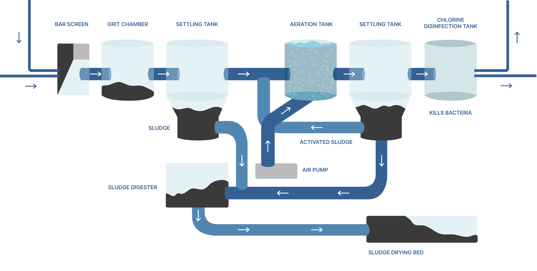 BAR SCREEN
GRIT CHAMBER
SETTLING TANK
AERATION TANK
SETTLING TANK
CHLORINE
DISINFECTION TANK
KILLS BACTERIA
SLUDGE
ACTIVATED SLUDGE
AIR PUMP
SLUDGE DIGESTER
SLUDGE DRYING BED